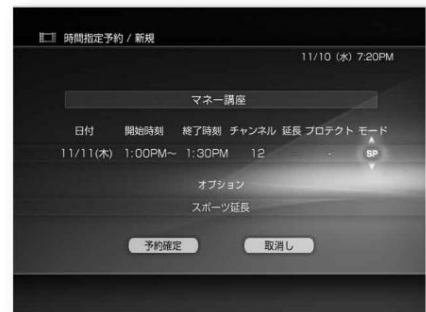 時間指定予約 / 新規
11/10 (水) 7:20PM
マネー講座
日付 開始時刻 終了時刻 チャンネル 延長 プロテクト モード
11/11(木) 1:00PM~ 1:30PM 12 - SP
オプション
スポーツ延長
予約確定 取消し